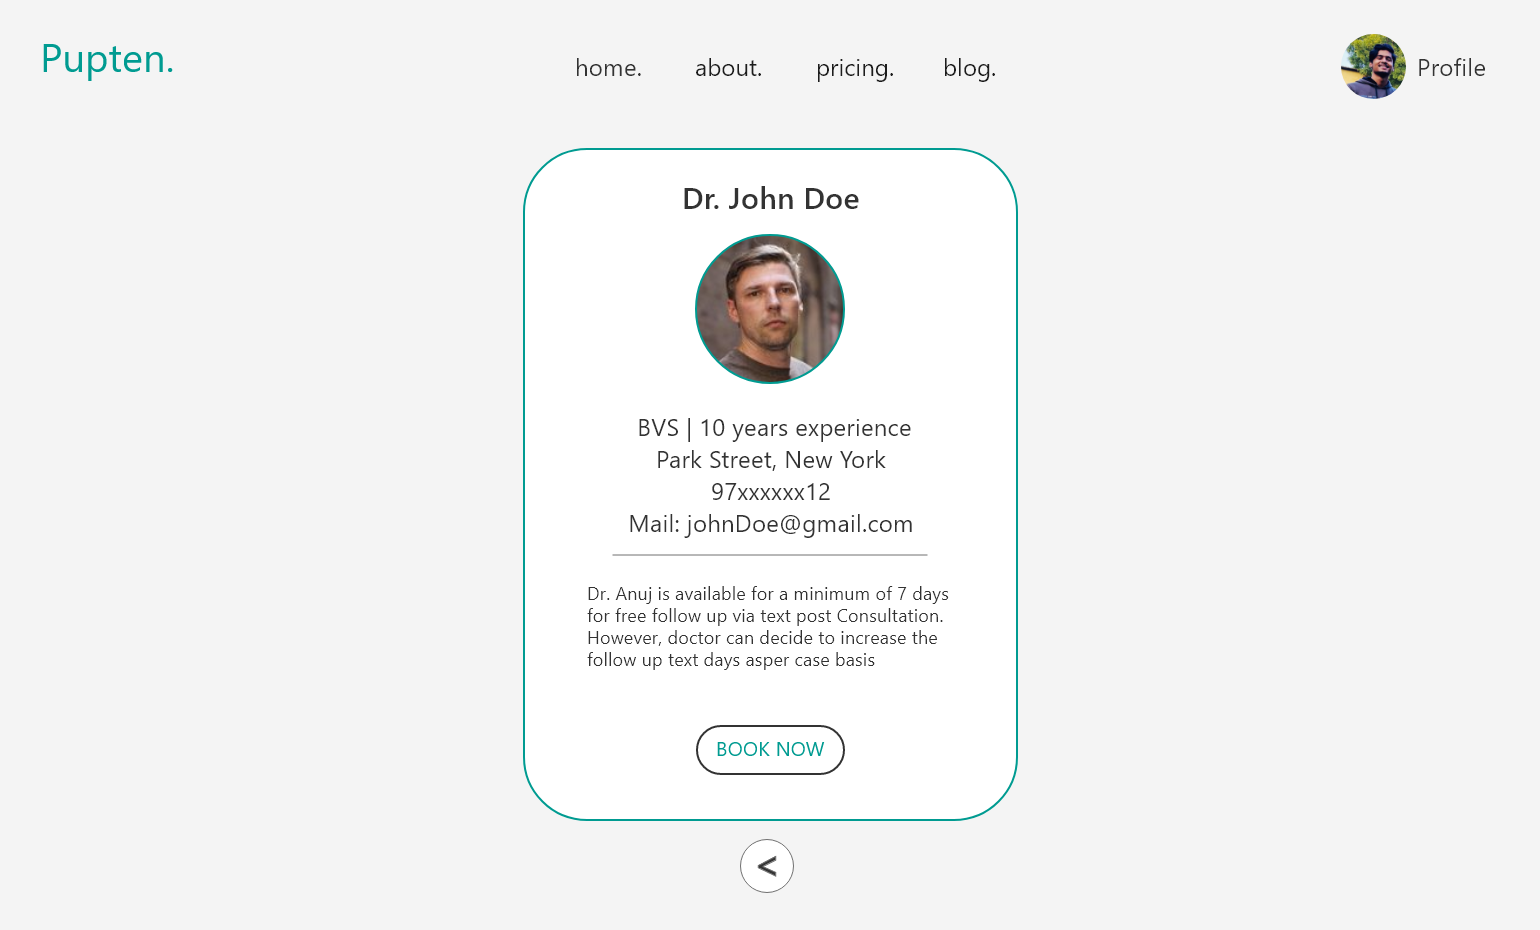 Pupten.
home. about. pricing. blog.
Profile
Dr. John Doe
BVS | 10 years experience
Park Street, New York
97xxxxxx12
Mail: johnDoe@gmail.com
Dr. Anuj is available for a minimum of 7 days
for free follow up via text post Consultation.
However, doctor can decide to increase the
follow up text days asper case basis
BOOK NOW
<